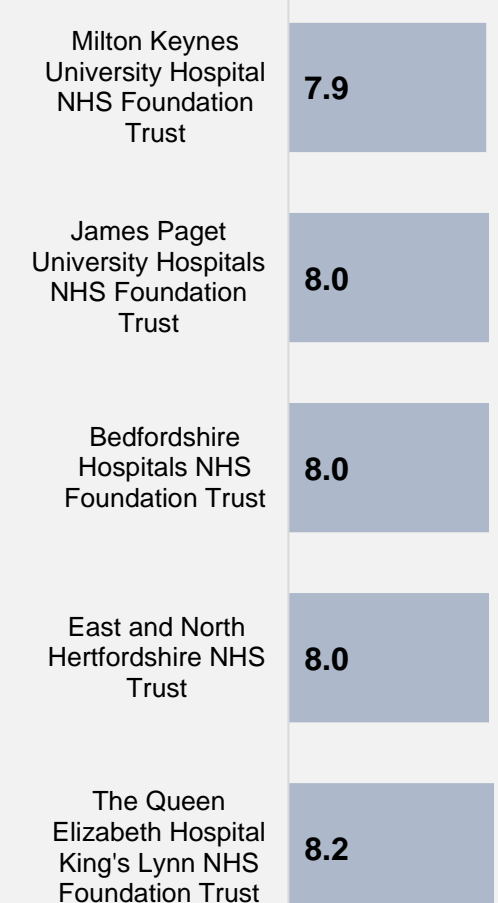 Milton Keynes
University Hospital
NHS Foundation
Trust
7.9
James Paget
University Hospitals
NHS Foundation
Trust
8.0
Bedfordshire
Hospitals NHS
Foundation Trust
8.0
East and North
Hertfordshire NHS
Trust
8.0
The Queen
Elizabeth Hospital
King's Lynn NHS
Foundation Trust
8.2